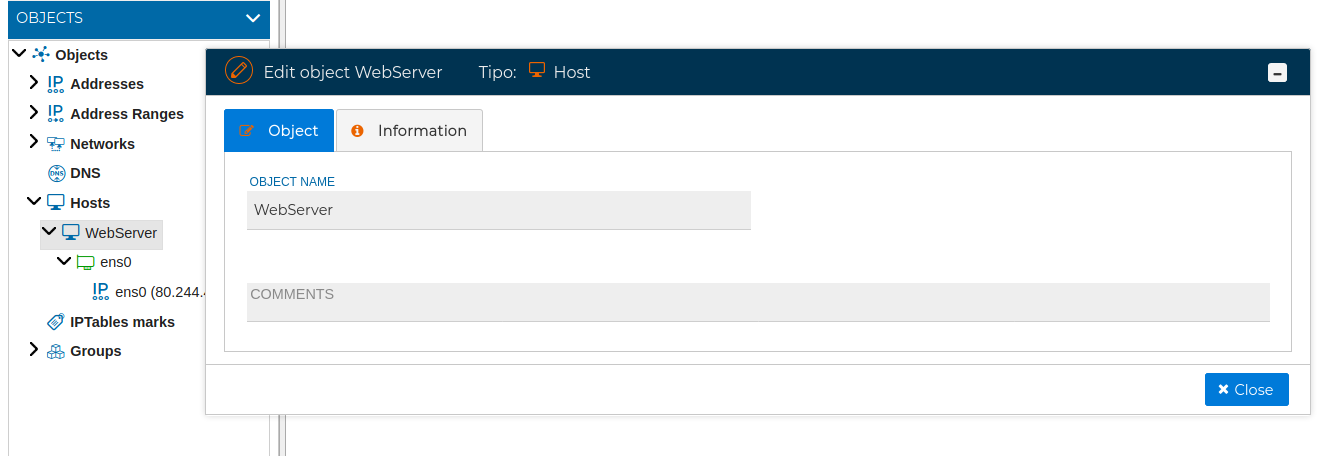 OBJECTS
Objects
IP Addresses
IP Address Ranges
Networks
DNS DNS
Hosts
WebServer
ens0
IP ens0 (80.244.
IPTables marks
Groups
Edit object WebServer Tipo: Host
Object Information
OBJECT NAME
WebServer
COMMENTS
Close